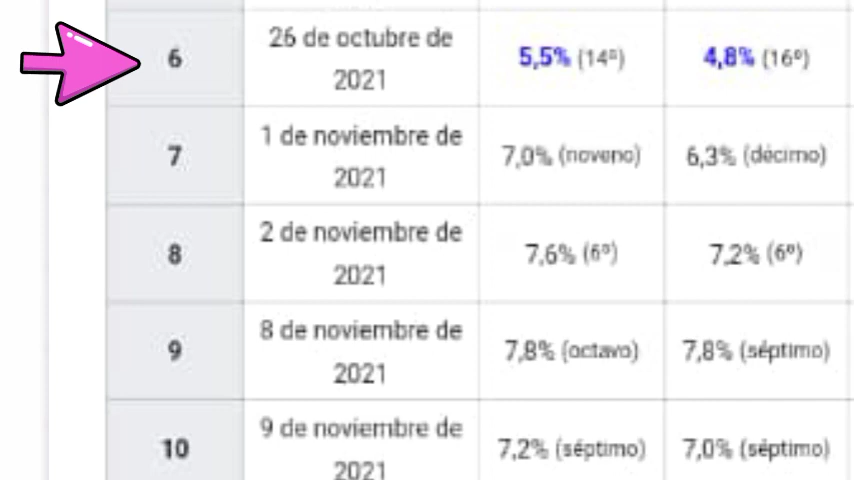 6 26 de octubre de 2021 5,5% (14º) 4,8% (16º)
7 1 de noviembre de 2021 7,0% (noveno) 6,3% (décimo)
8 2 de noviembre de 2021 7,6% (6º) 7,2% (6º)
9 8 de noviembre de 2021 7,8% (octavo) 7,8% (séptimo)
10 9 de noviembre de 2021 7,2% (séptimo) 7,0% (séptimo)